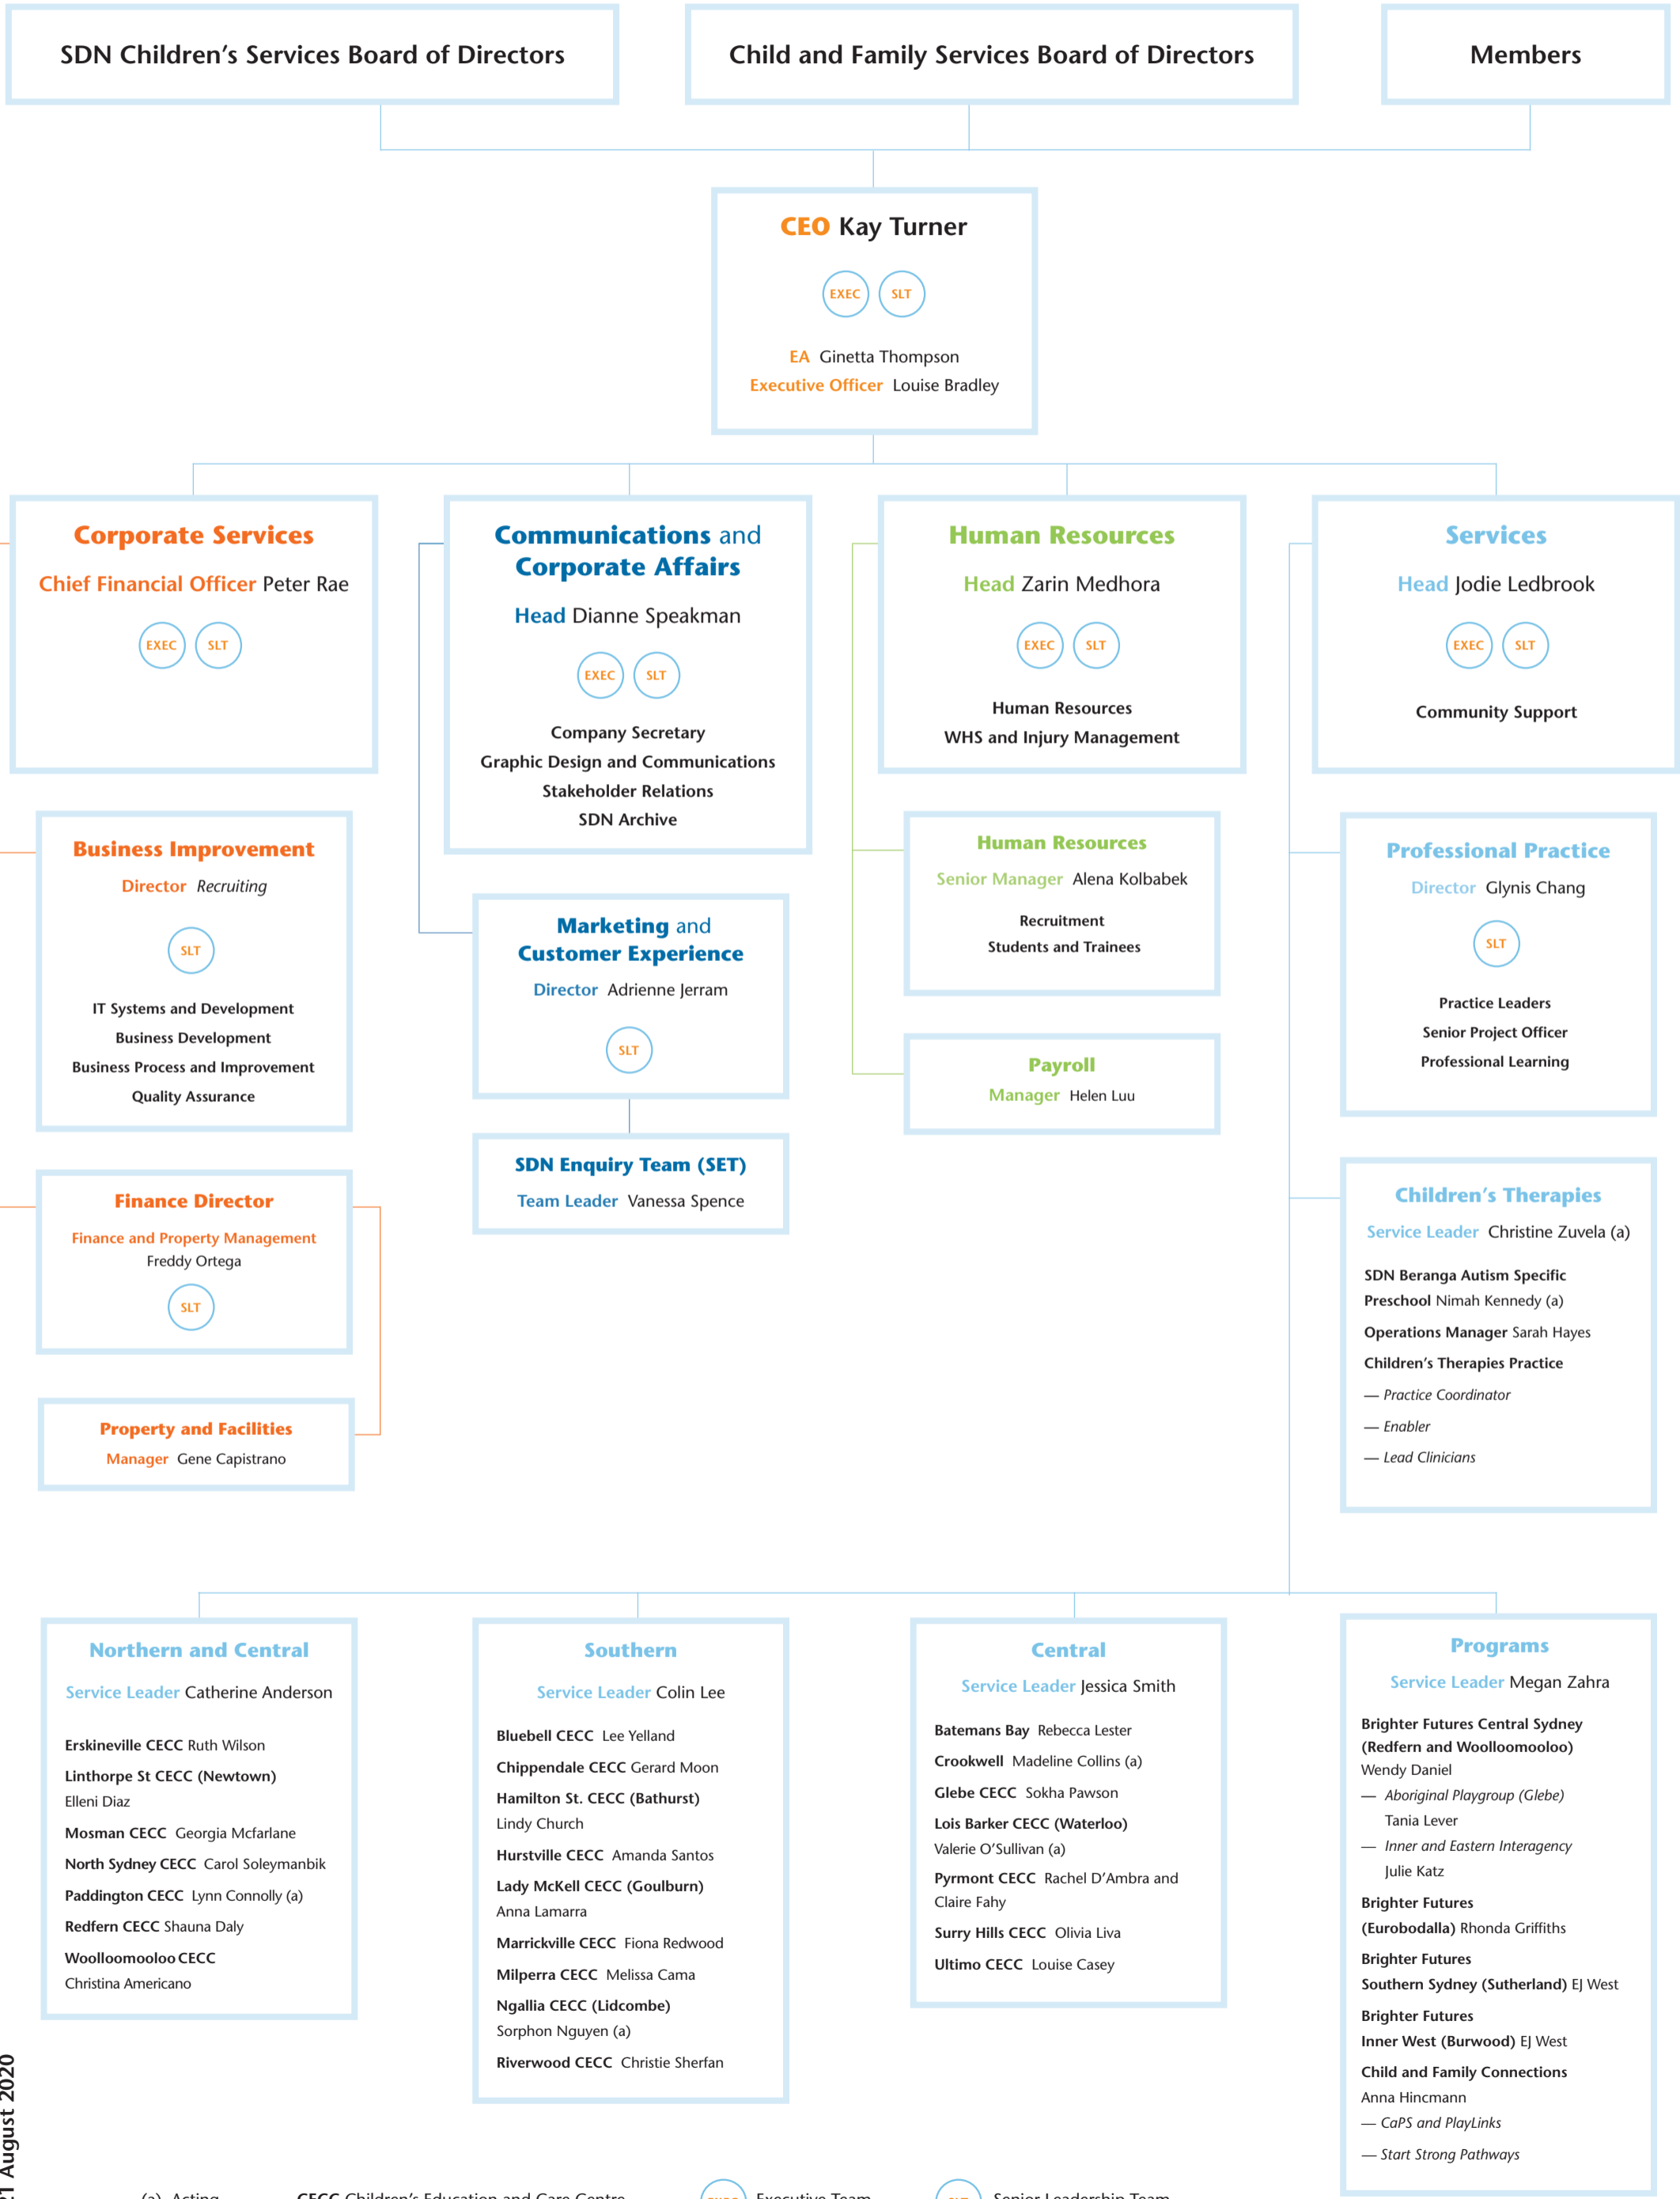 SDN Children’s Services Board of Directors
Child and Family Services Board of Directors
Members
CEO Kay Turner
EXEC SLT
EA Ginetta Thompson
Executive Officer Louise Bradley
Corporate Services
Chief Financial Officer Peter Rae
EXEC SLT
Communications and
Corporate Affairs
Head Dianne Speakman
EXEC SLT
Company Secretary
Graphic Design and Communications
Stakeholder Relations
SDN Archive
Human Resources
Head Zarin Medhora
EXEC SLT
Human Resources
WHS and Injury Management
Services
Head Jodie Ledbrook
EXEC SLT
Community Support
Business Improvement
Director Recruiting
SLT
IT Systems and Development
Business Development
Business Process and Improvement
Quality Assurance
Finance Director
Finance and Property Management
Freddy Ortega
SLT
Property and Facilities
Manager Gene Capistrano
Marketing and
Customer Experience
Director Adrienne Jerram
SLT
SDN Enquiry Team (SET)
Team Leader Vanessa Spence
Human Resources
Senior Manager Alena Kolbabek
Recruitment
Students and Trainees
Payroll
Manager Helen Luu
Professional Practice
Director Glynis Chang
SLT
Practice Leaders
Senior Project Officer
Professional Learning
Children’s Therapies
Service Leader Christine Zuvela (a)
SDN Beranga Autism Specific
Preschool Nimah Kennedy (a)
Operations Manager Sarah Hayes
Children’s Therapies Practice
— Practice Coordinator
— Enabler
— Lead Clinicians
Northern and Central
Service Leader Catherine Anderson
Erskineville CECC Ruth Wilson
Linthorpe St CECC (Newtown)
Elleni Diaz
Mosman CECC Georgia Mcfarlane
North Sydney CECC Carol Soleymanbik
Paddington CECC Lynn Connolly (a)
Redfern CECC Shauna Daly
Woolloomooloo CECC
Christina Americano
Southern
Service Leader Colin Lee
Bluebell CECC Lee Yelland
Chippendale CECC Gerard Moon
Hamilton St. CECC (Bathurst)
Lindy Church
Hurstville CECC Amanda Santos
Lady McKell CECC (Goulburn)
Anna Lamarra
Marrickville CECC Fiona Redwood
Milperra CECC Melissa Cama
Ngallia CECC (Lidcombe)
Sorphon Nguyen (a)
Riverwood CECC Christie Sherfan
Central
Service Leader Jessica Smith
Batemans Bay Rebecca Lester
Crookwell Madeline Collins (a)
Glebe CECC Sokha Pawson
Lois Barker CECC (Waterloo)
Valerie O’Sullivan (a)
Pyrmont CECC Rachel D’Ambra and
Claire Fahy
Surry Hills CECC Olivia Liva
Ultimo CECC Louise Casey
Programs
Service Leader Megan Zahra
Brighter Futures Central Sydney
(Redfern and Woolloomooloo)
Wendy Daniel
— Aboriginal Playgroup (Glebe)
Tania Lever
— Inner and Eastern Interagency
Julie Katz
Brighter Futures
(Eurobodalla) Rhonda Griffiths
Brighter Futures
Southern Sydney (Sutherland) EJ West
Brighter Futures
Inner West (Burwood) EJ West
Child and Family Connections
Anna Hincmann
— CaPS and PlayLinks
— Start Strong Pathways
21 August 2020
(a) Acting
CECC Children’s Education and Care Centre
EXEC Executive Team
SLT Senior Leadership Team